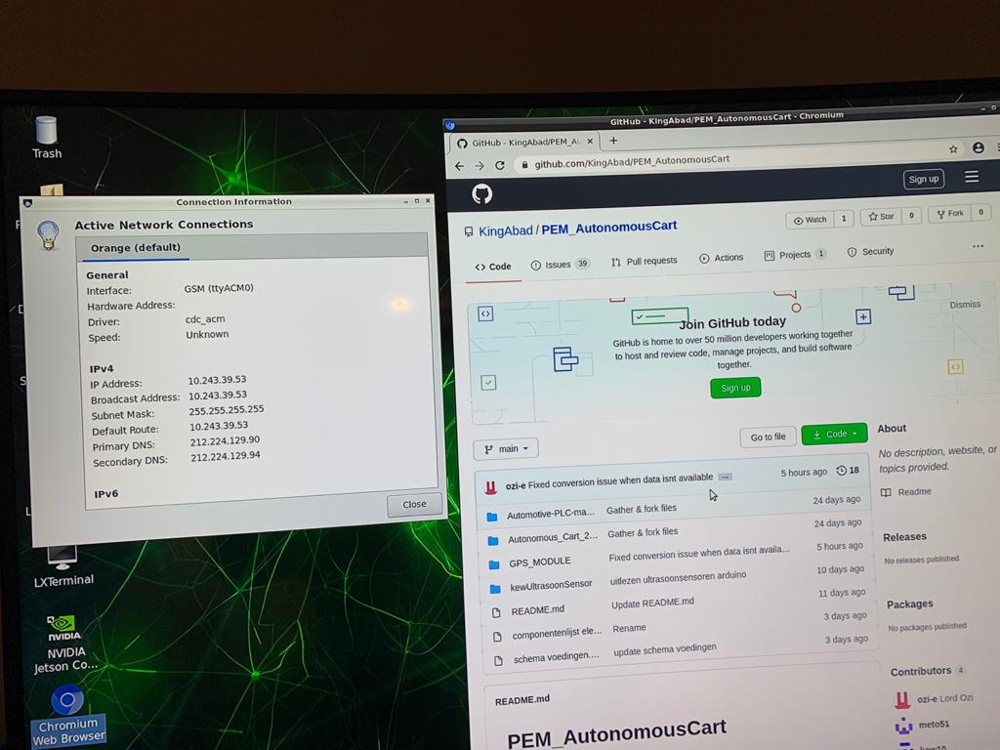 Trash
Connection Information
Active Network Connections
Orange (default)
General
Interface: GSM (ttyACM0)
Hardware Address:
Driver: cdc_acm
Speed: Unknown
IPv4
IP Address: 10.243.39.53
Broadcast Address: 10.243.39.53
Subnet Mask: 255.255.255.255
Default Route: 10.243.39.53
Primary DNS: 212.224.129.90
Secondary DNS: 212.224.129.94
IPv6
Close
LXTerminal
NVIDIA
NVIDIA
Jetson Co...
Chromium
Web Browser
GitHub - KingAbad/PEM_AutonomousCart - Chromium
GitHub - KingAbad/PEM_Au
github.com/KingAbad/PEM_AutonomousCart
Sign up
KingAbad / PEM_AutonomousCart
Watch 1 Star 0 Fork 0
Code Issues 39 Pull requests Actions Projects 1 Security ...
Join GitHub today
Dismiss
GitHub is home to over 50 million developers working together
to host and review code, manage projects, and build software
together.
Sign up
main Go to file Code
ozi-e Fixed conversion issue when data isnt available ... 5 hours ago 18
Automotive-PLC-ma... Gather & fork files 24 days ago
Autonomous_Cart_2... Gather & fork files 24 days ago
GPS_MODULE Fixed conversion issue when data isnt availa... 5 hours ago
kewUltrasoonSensor uitlezen ultrasoonsensoren arduino 10 days ago
README.md Update README.md 11 days ago
componentenlijst ele... Rename 3 days ago
schema voedingen.... update schema voedingen 3 days ago
README.md
PEM_AutonomousCart
About
No description, website, or
topics provided.
Readme
Releases
No releases published
Packages
No packages published
Contributors 4
ozi-e Lord Ozi
meto51